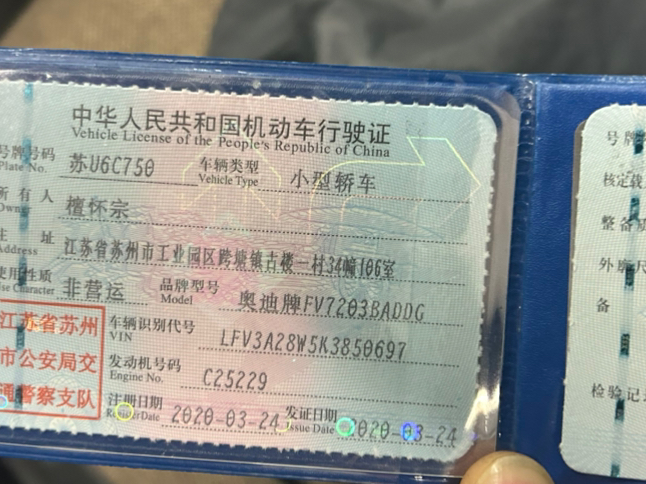 中华人民共和国机动车行驶证
Vehicle License of the People's Republic of China
号牌号码 苏U6C750 车辆类型 小型轿车
Plate No. Vehicle Type
所有人 檀怀宗
Owner
住址 江苏省苏州市工业园区跨塘镇古楼一村34幢106室
Address
使用性质 非营运 品牌型号 奥迪牌FV7203BADDG
Use Character Model
江苏省苏州
市公安局交
通警察支队
车辆识别代号 LFV3A28W5K3850697
VIN
发动机号码 C25229
Engine No.
注册日期 2020-03-24 发证日期 2020-03-24
Register Date Issue Date
号牌
核定载
整备质
外廓尺
备
检验记录